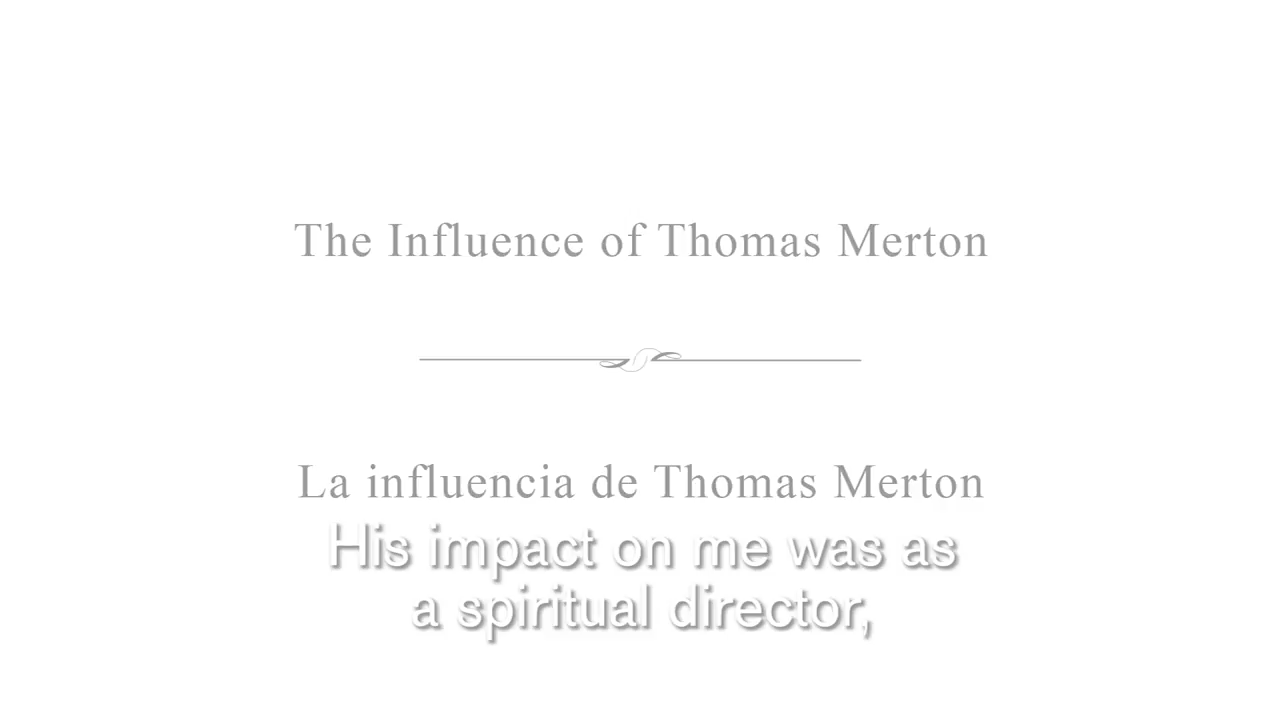 The Influence of Thomas Merton
La influencia de Thomas Merton
His impact on me was as
a spiritual director,